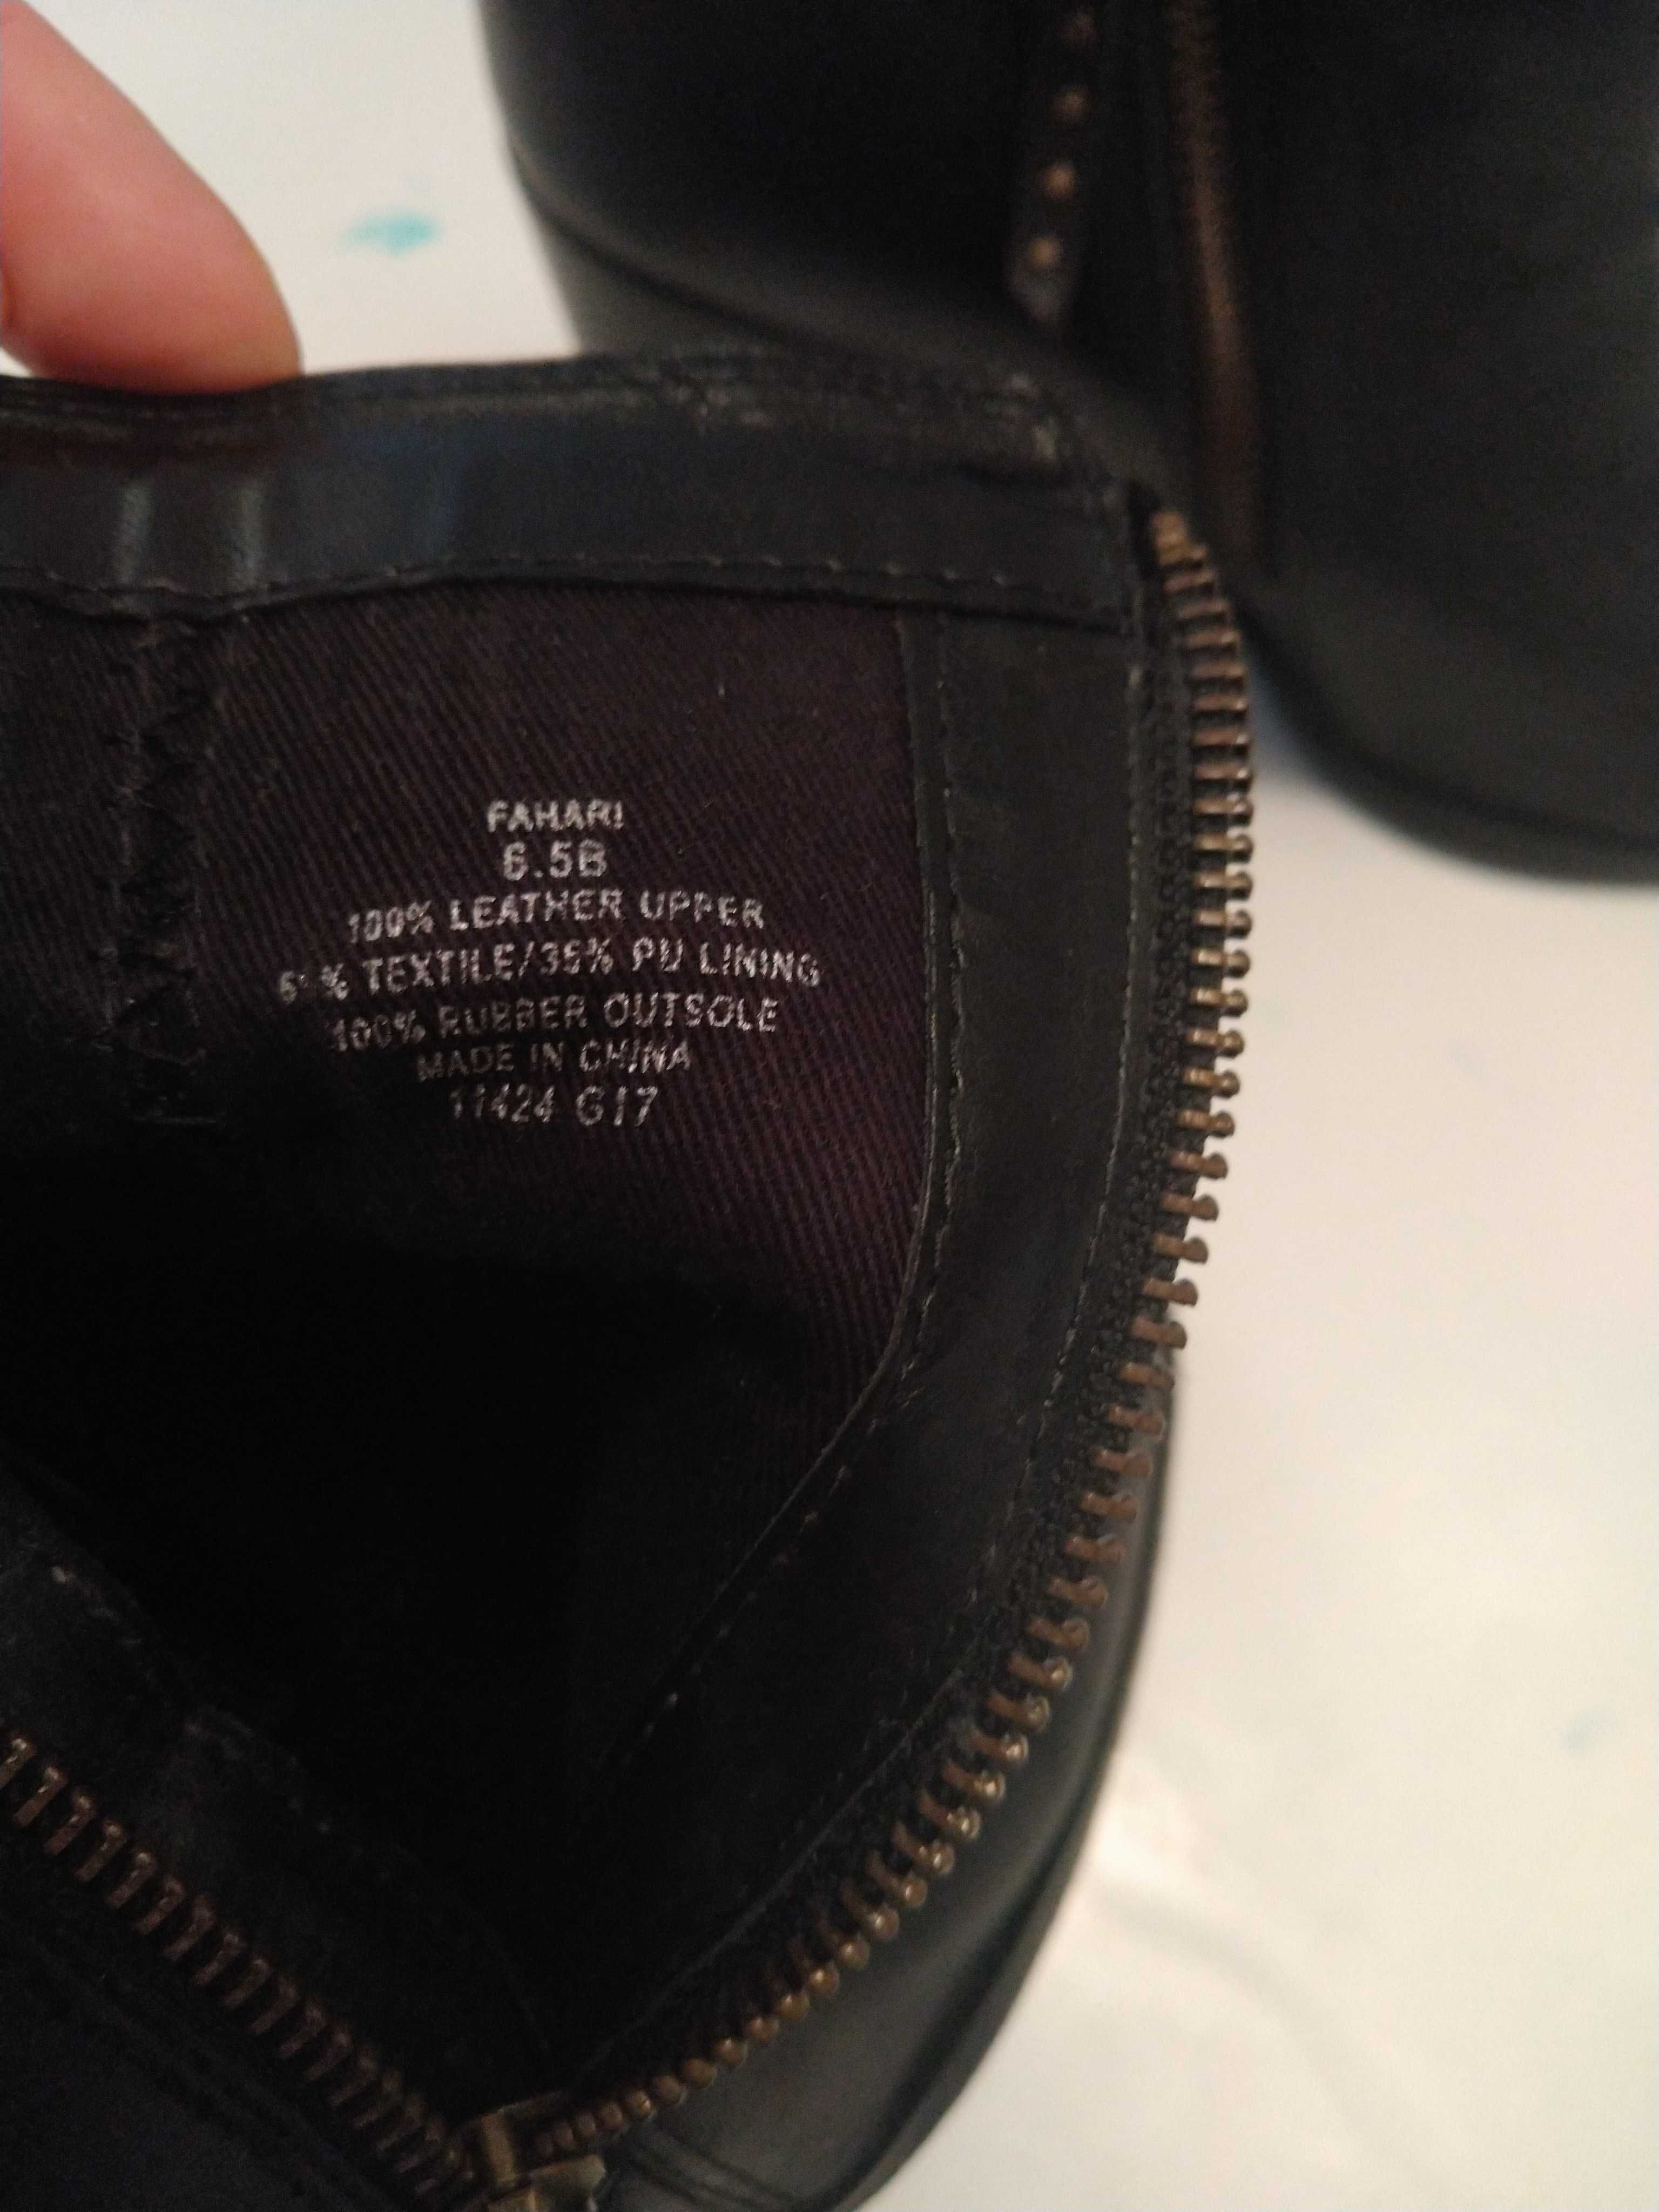 FAHARI
6.5B
100% LEATHER UPPER
TEXTILE/35% PU LINING
100% RUBBER OUTSOLE
MADE IN CHINA
11424 G17